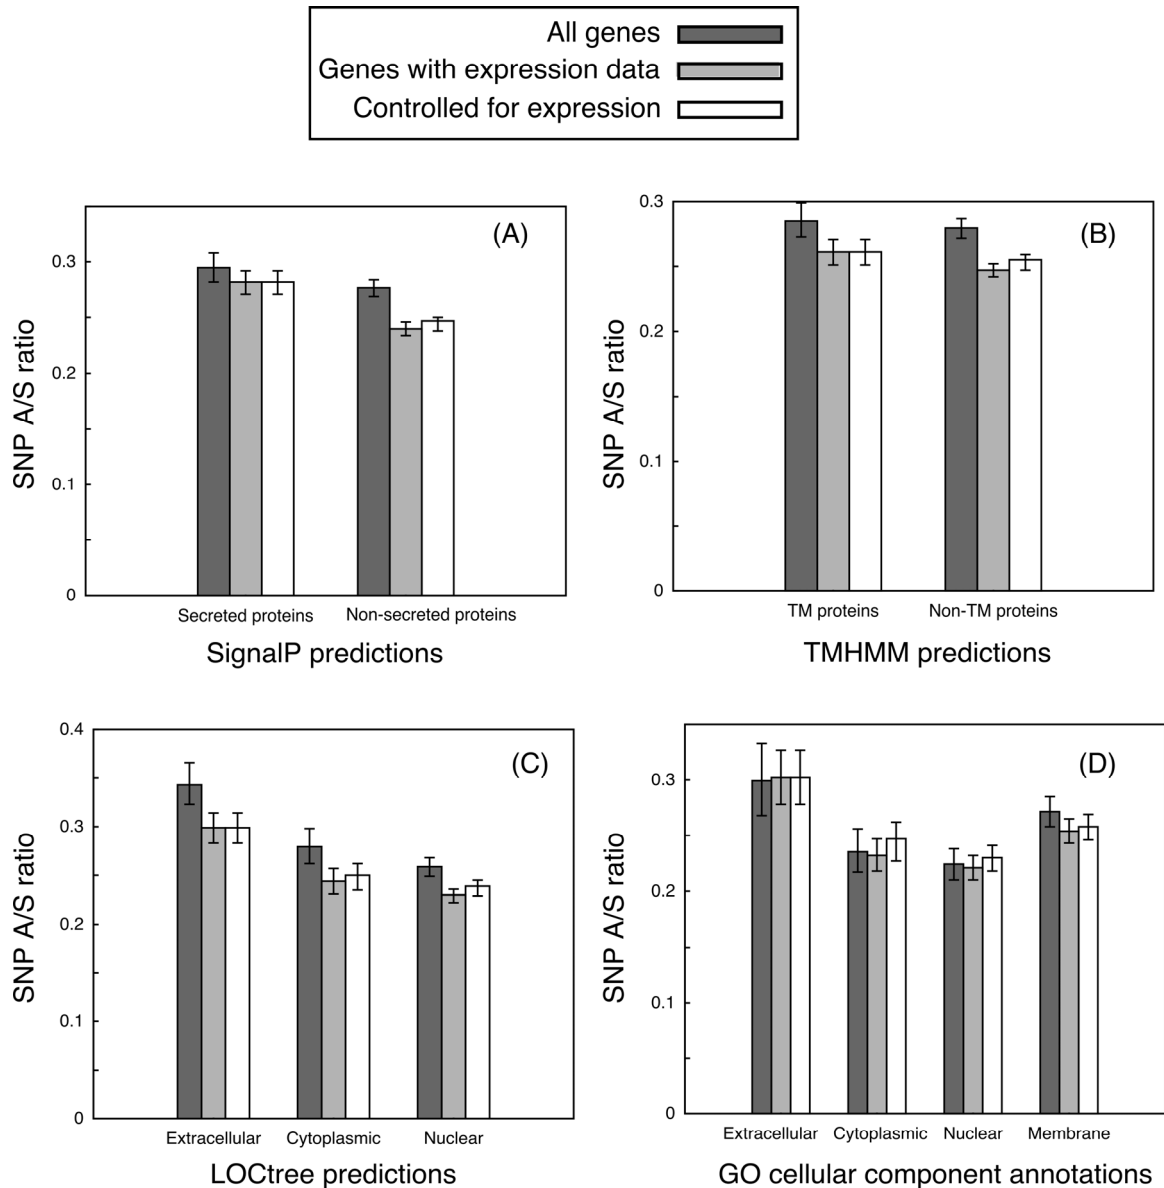 All genes
Genes with expression data
Controlled for expression
(A)
SNP A/S ratio
0.3
0.2
0.1
0
Secreted proteins Non-secreted proteins
SignalP predictions
(B)
SNP A/S ratio
0.3
0.2
0.1
0
TM proteins Non-TM proteins
TMHMM predictions
(C)
SNP A/S ratio
0.4
0.3
0.2
0.1
0
Extracellular Cytoplasmic Nuclear
LOCtree predictions
(D)
SNP A/S ratio
0.3
0.2
0.1
0
Extracellular Cytoplasmic Nuclear Membrane
GO cellular component annotations